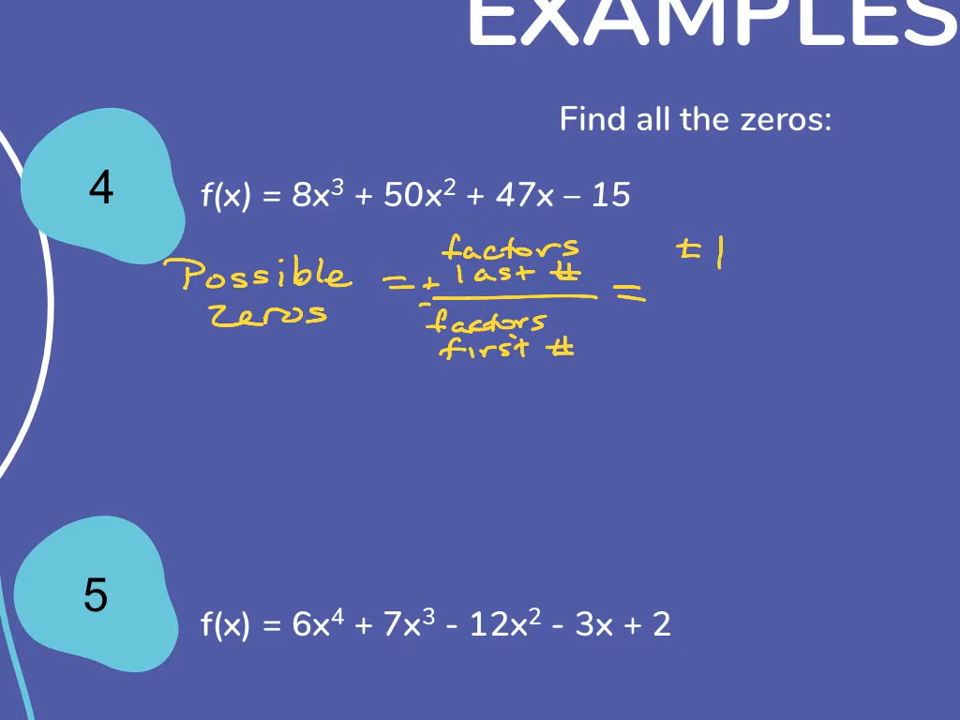 EXAMPLES
Find all the zeros:
4
f(x) = 8x³ + 50x² + 47x – 15
Possible zeros = ± factors last # / factors first # = ±1
5
f(x) = 6x⁴ + 7x³ - 12x² - 3x + 2